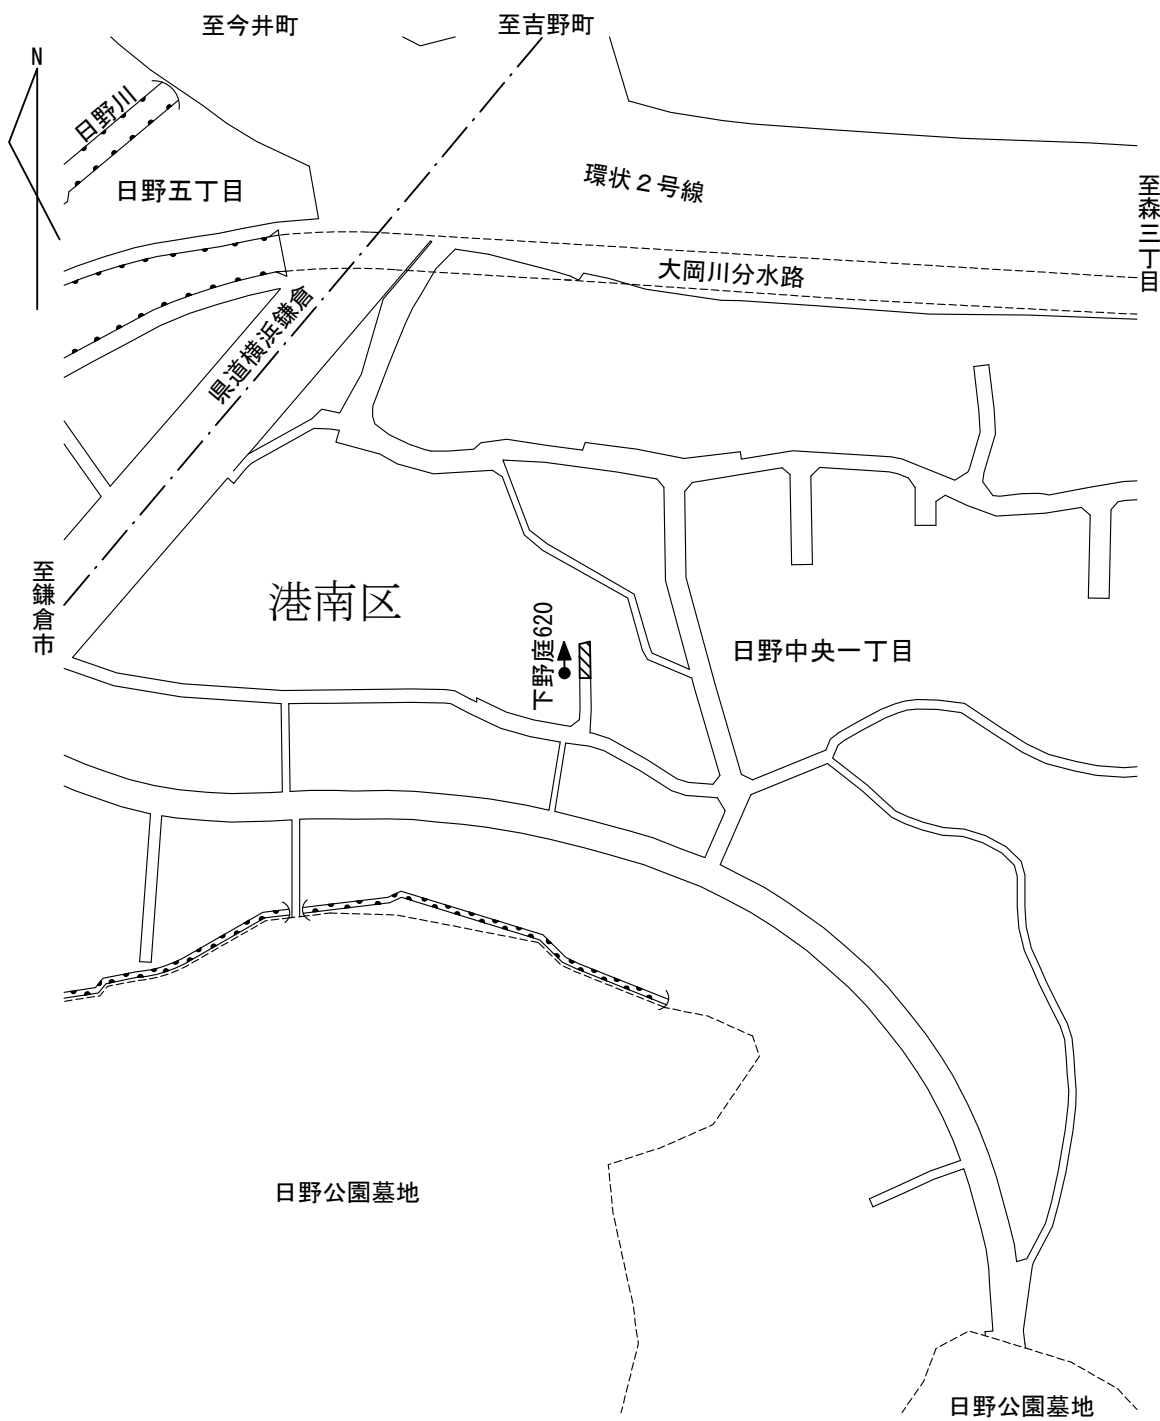 至今井町
至吉野町
N
日野川
日野五丁目
環状２号線
至森三丁目
大岡川分水路
県道横浜鎌倉
至鎌倉市
港南区
下野庭620
日野中央一丁目
日野公園墓地
日野公園墓地